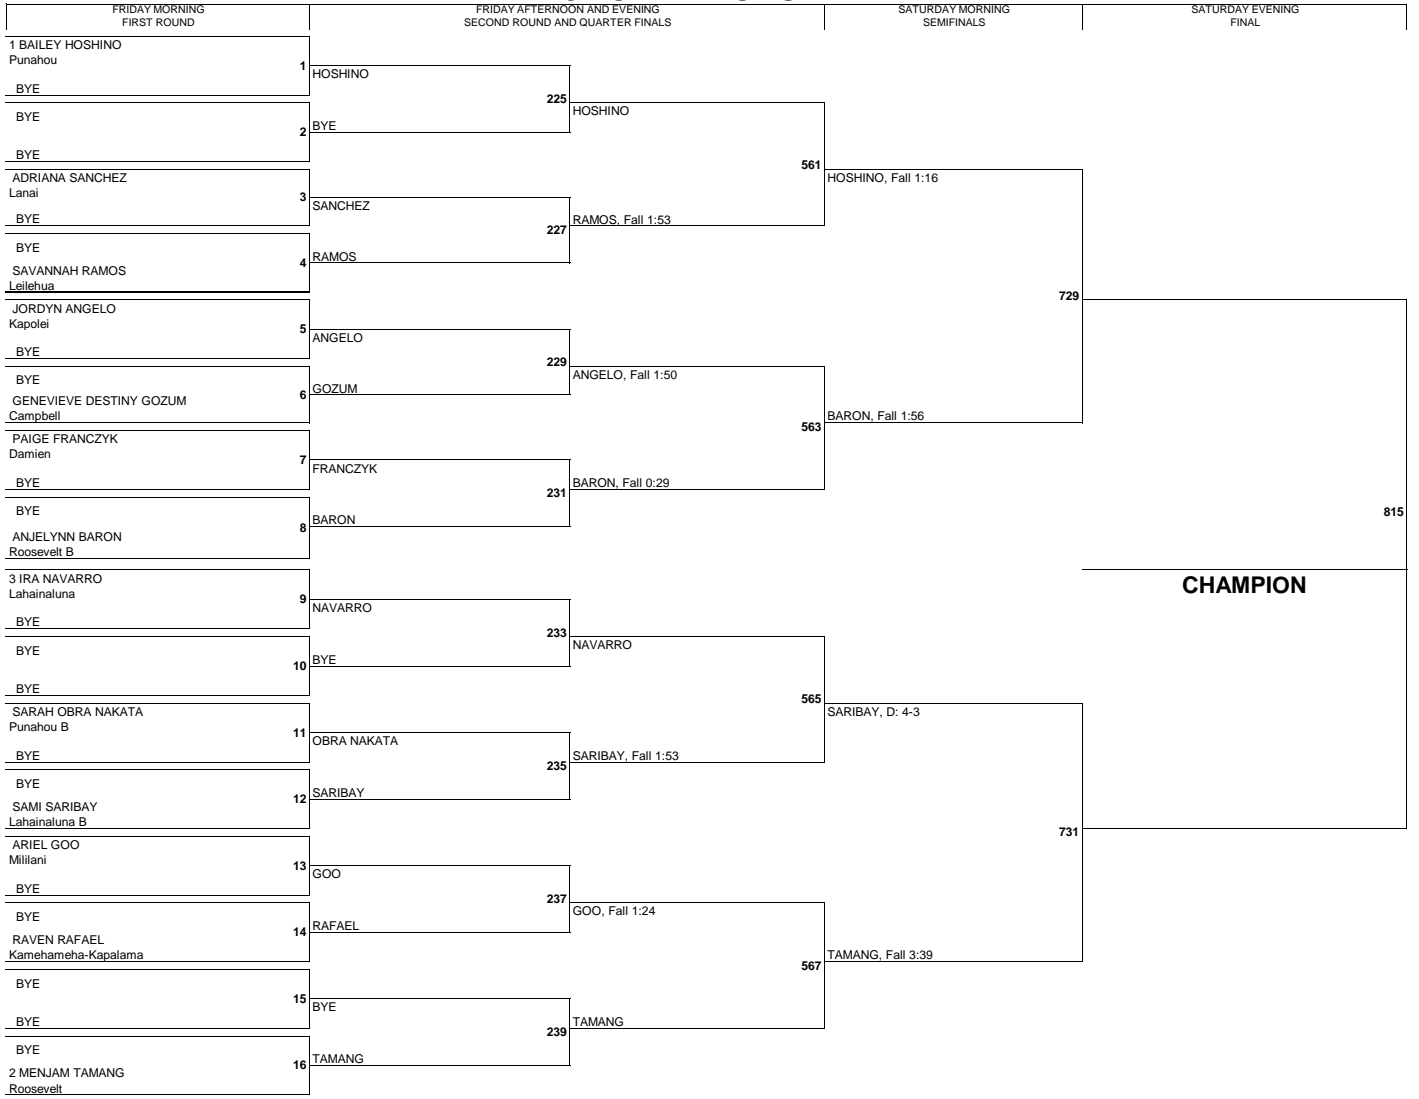 FRIDAY MORNING
FIRST ROUND
FRIDAY AFTERNOON AND EVENING
SECOND ROUND AND QUARTER FINALS
SATURDAY MORNING
SEMIFINALS
SATURDAY EVENING
FINAL
1 BAILEY HOSHINO
Punahou
1
BYE
HOSHINO
225
BYE
2
BYE
BYE
HOSHINO
561
ADRIANA SANCHEZ
Lanai
3
BYE
SANCHEZ
227
BYE
SAVANNAH RAMOS
Leilehua
4
RAMOS
RAMOS, Fall 1:53
HOSHINO, Fall 1:16
729
JORDYN ANGELO
Kapolei
5
BYE
ANGELO
229
BYE
GENEVIEVE DESTINY GOZUM
Campbell
6
GOZUM
ANGELO, Fall 1:50
563
PAIGE FRANCZYK
Damien
7
BYE
FRANCZYK
231
BYE
ANJELYNN BARON
Roosevelt B
8
BARON
BARON, Fall 0:29
BARON, Fall 1:56
815
CHAMPION
3 IRA NAVARRO
Lahainaluna
9
BYE
NAVARRO
233
BYE
10
BYE
BYE
NAVARRO
565
SARAH OBRA NAKATA
Punahou B
11
BYE
OBRA NAKATA
235
BYE
SAMI SARIBAY
Lahainaluna B
12
SARIBAY
SARIBAY, Fall 1:53
SARIBAY, D: 4-3
731
ARIEL GOO
Mililani
13
BYE
GOO
237
BYE
RAVEN RAFAEL
Kamehameha-Kapalama
14
RAFAEL
GOO, Fall 1:24
567
BYE
15
BYE
BYE
239
BYE
2 MENJAM TAMANG
Roosevelt
16
TAMANG
TAMANG
TAMANG, Fall 3:39